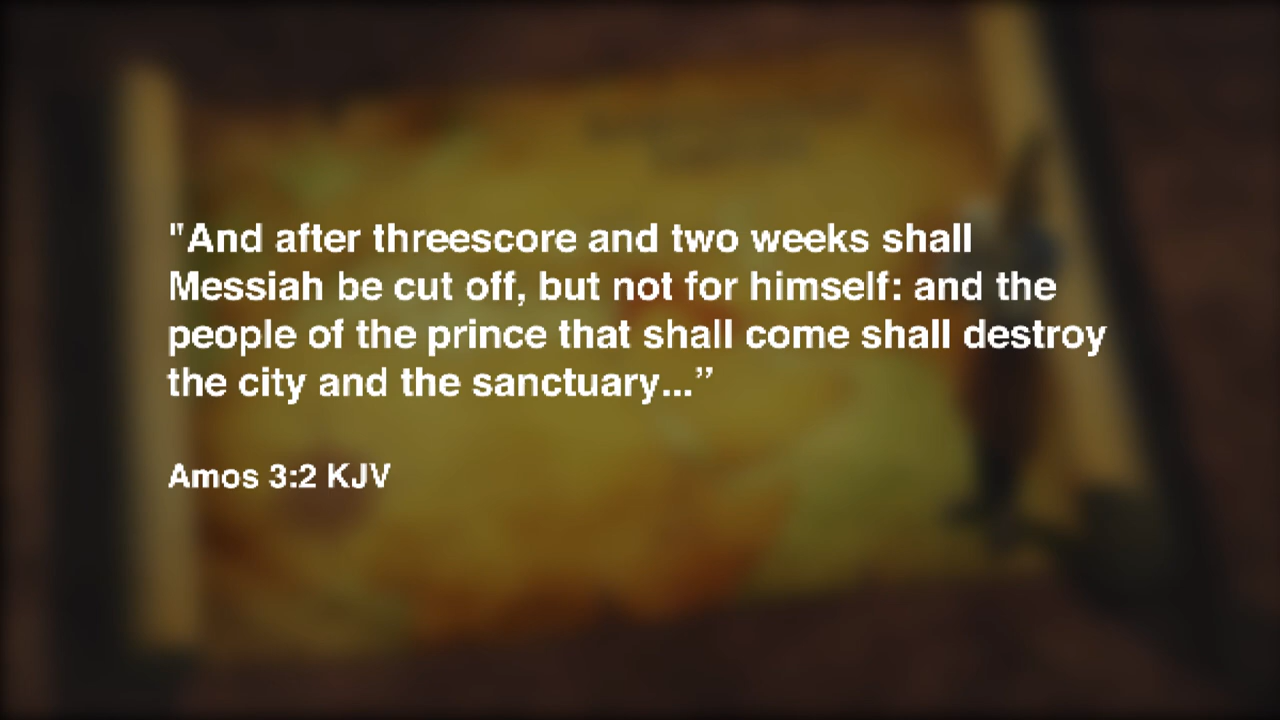 "And after threescore and two weeks shall
Messiah be cut off, but not for himself: and the
people of the prince that shall come shall destroy
the city and the sanctuary...”
Amos 3:2 KJV